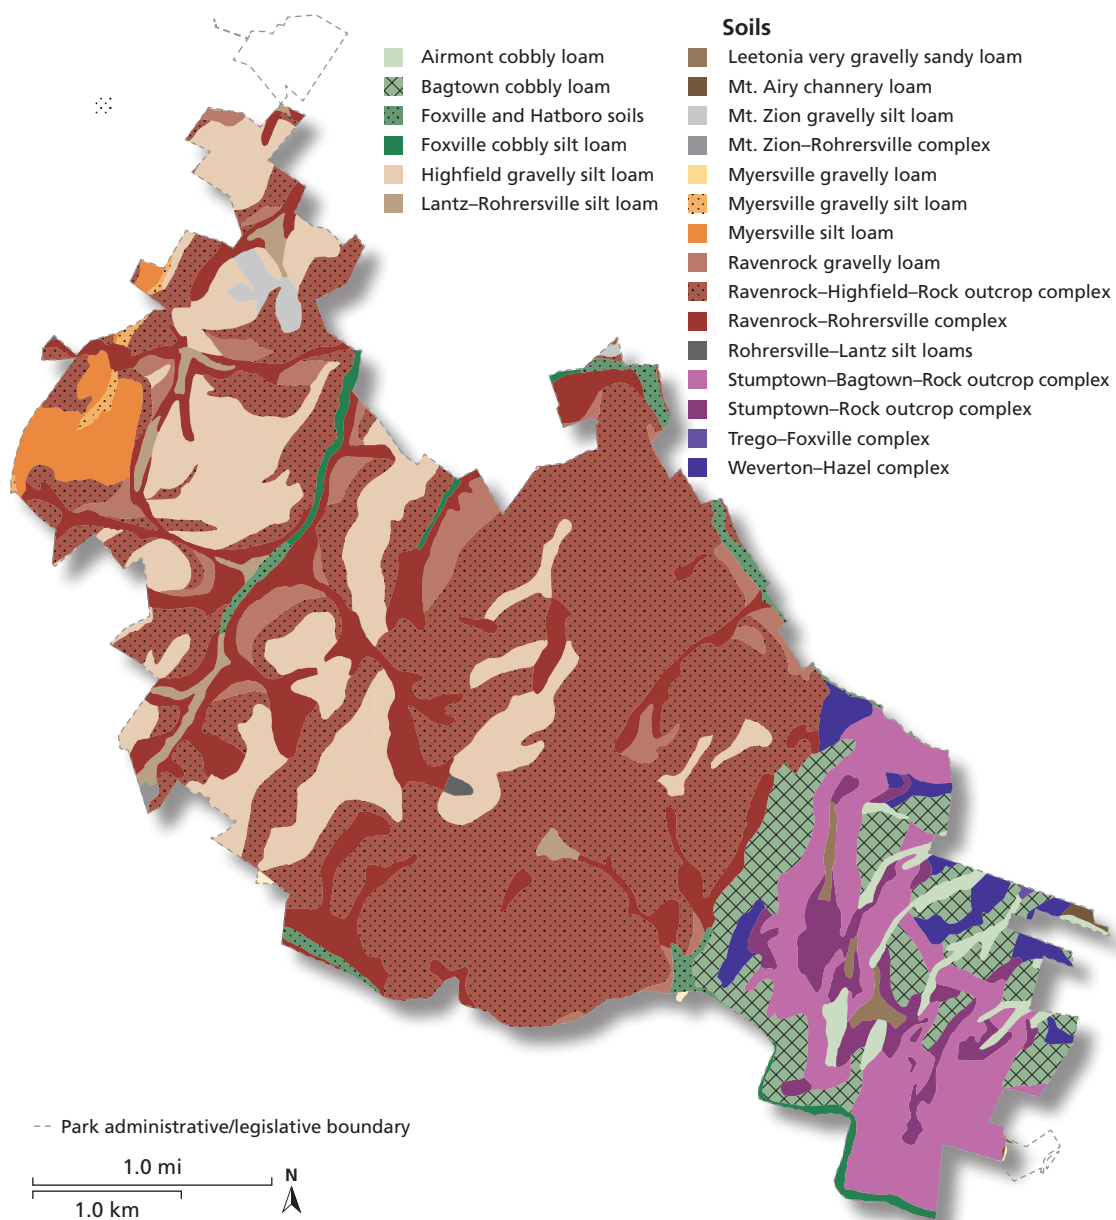 Soils
Airmont cobbly loam
Bagtown cobbly loam
Foxville and Hatboro soils
Foxville cobbly silt loam
Highfield gravelly silt loam
Lantz–Rohrersville silt loam
Leetonia very gravelly sandy loam
Mt. Airy channery loam
Mt. Zion gravelly silt loam
Mt. Zion–Rohrersville complex
Myersville gravelly loam
Myersville gravelly silt loam
Myersville silt loam
Ravenrock gravelly loam
Ravenrock–Highfield–Rock outcrop complex
Ravenrock–Rohrersville complex
Rohrersville–Lantz silt loams
Stumptown–Bagtown–Rock outcrop complex
Stumptown–Rock outcrop complex
Trego–Foxville complex
Weverton–Hazel complex
Park administrative/legislative boundary
1.0 mi
1.0 km
N